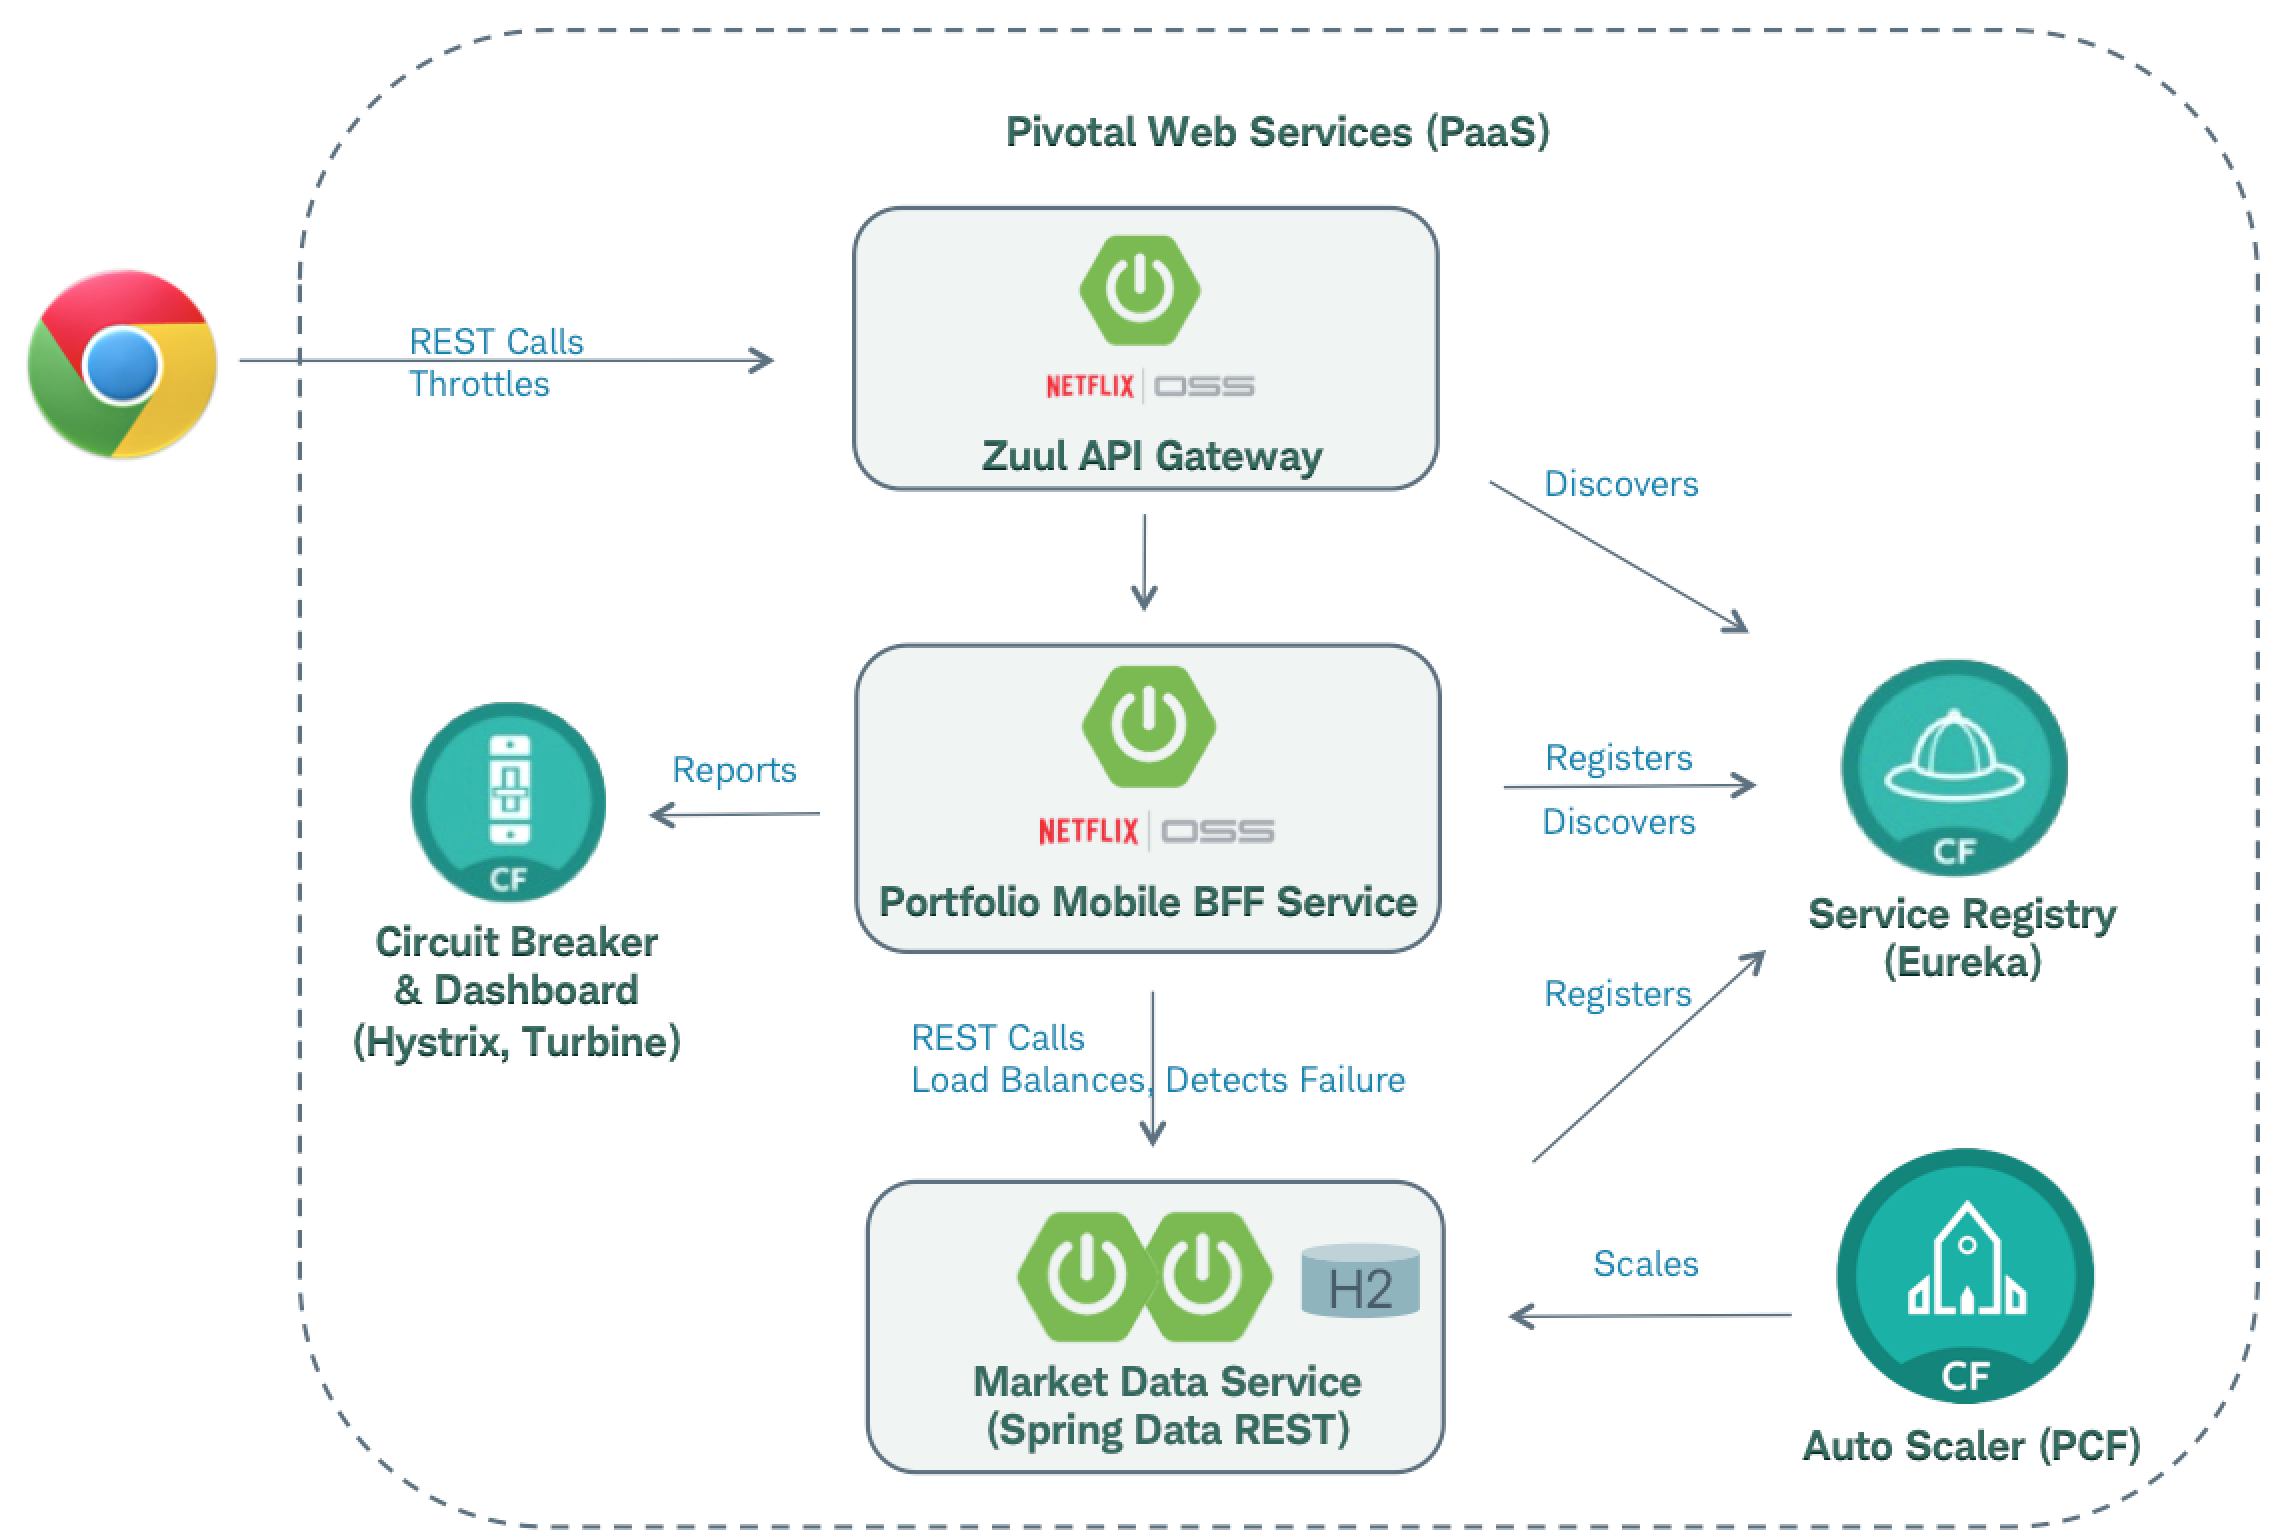 Pivotal Web Services (PaaS)
NETFLIX OSS
Zuul API Gateway
REST Calls
Throttles
Discovers
NETFLIX OSS
Portfolio Mobile BFF Service
Reports
CF
Circuit Breaker
& Dashboard
(Hystrix, Turbine)
Registers
Discovers
CF
Service Registry
(Eureka)
REST Calls
Load Balances, Detects Failure
Registers
H2
Market Data Service
(Spring Data REST)
Scales
CF
Auto Scaler (PCF)